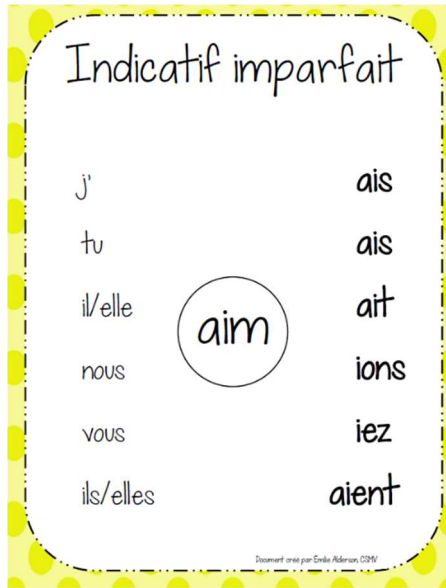 Indicatif imparfait
j' ais
tu ais
il/elle ait
aim
nous ions
vous iez
ils/elles aient
Document créé par Émilie Alderson, CSMV